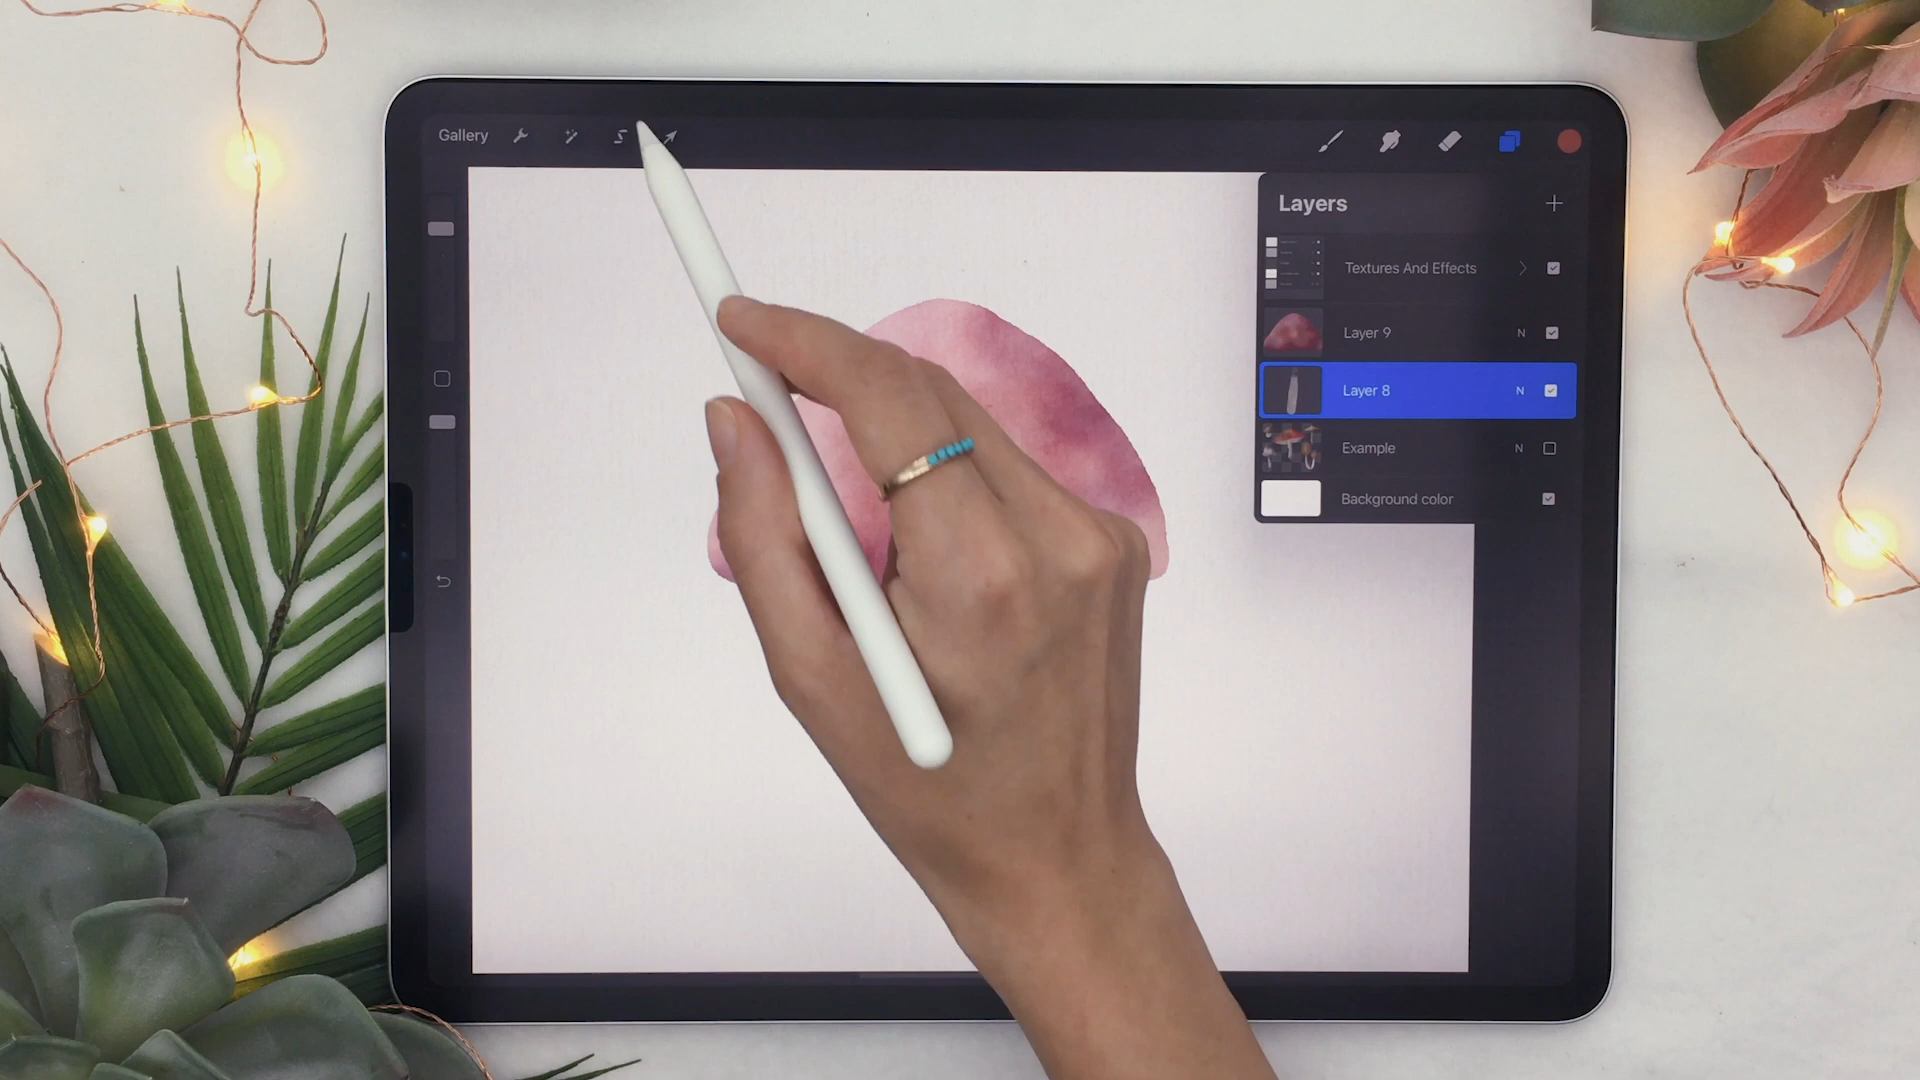 Gallery
Layers
Textures And Effects
Layer 9 N
Layer 8 N
Example N
Background color